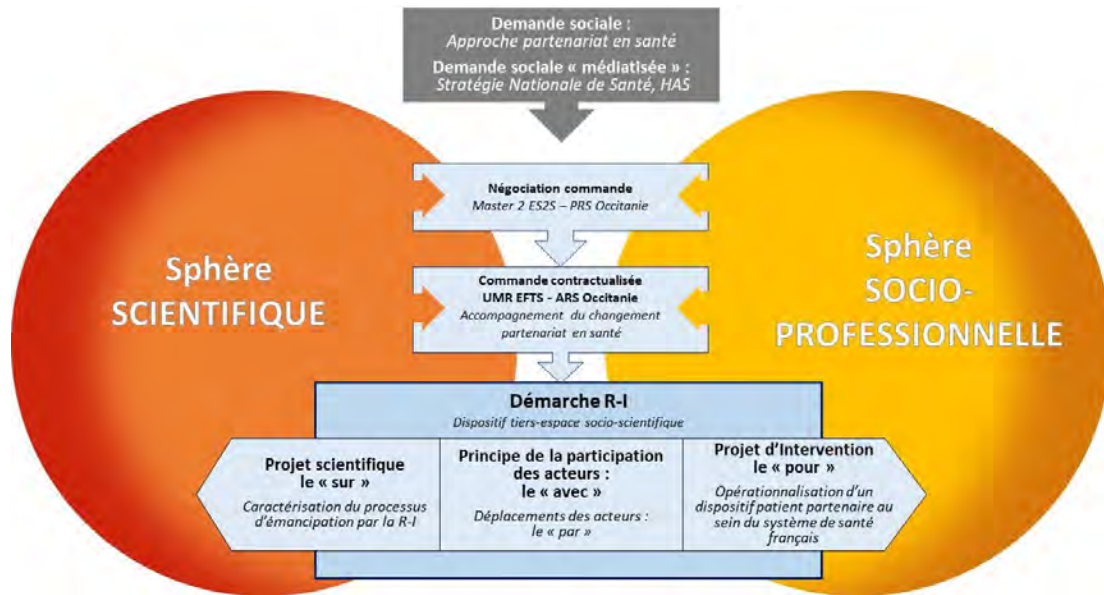 Demande sociale :
Approche partenariat en santé
Demande sociale « médiatisée » :
Stratégie Nationale de Santé, HAS
Négociation commande
Master 2 ES2S – PRS Occitanie
Sphère
SCIENTIFIQUE
Sphère
SOCIO-
PROFESSIONNELLE
Commande contractualisée
UMR EFTS - ARS Occitanie
Accompagnement du changement
partenariat en santé
Démarche R-I
Dispositif tiers-espace socio-scientifique
Projet scientifique
le « sur »
Caractérisation du processus
d'émancipation par la R-I
Principe de la participation
des acteurs :
le « avec »
Déplacements des acteurs :
le « par »
Projet d'Intervention
le « pour »
Opérationnalisation d'un
dispositif patient partenaire au
sein du système de santé
français